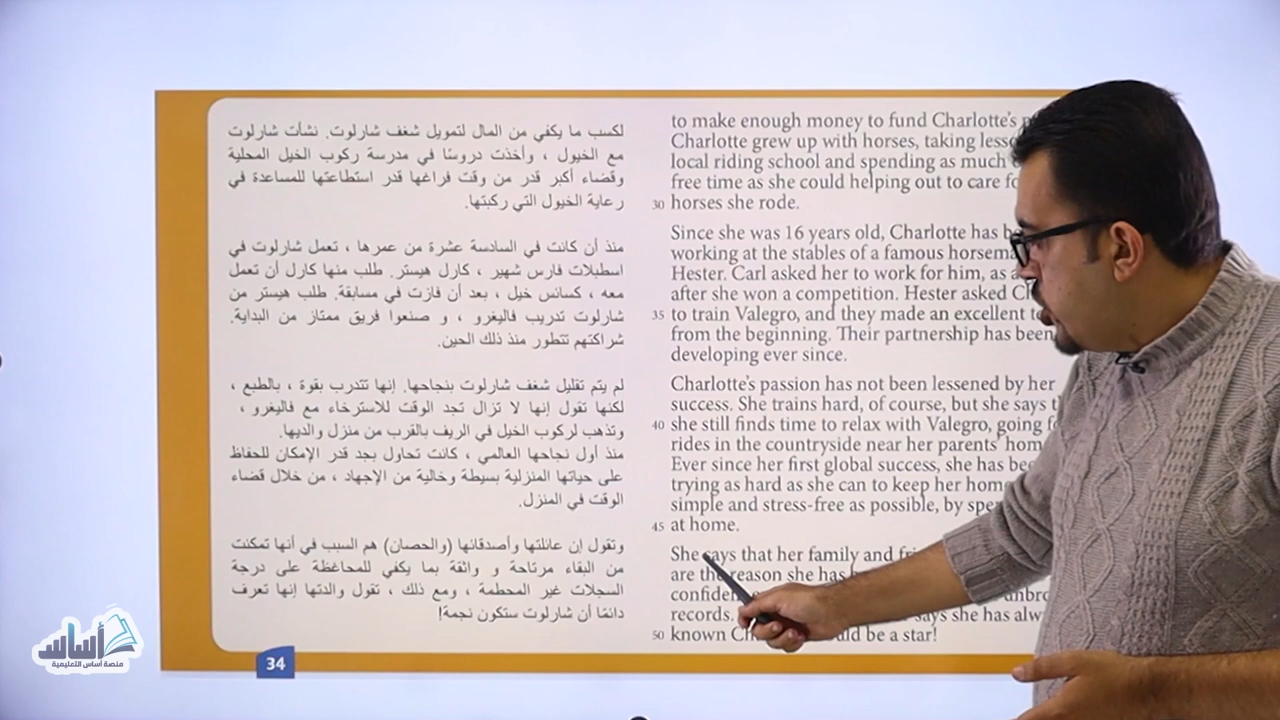 لكسب ما يكفي من المال لتمويل شغف شارلوت. نشأت شارلوت
مع الخيول ، وأخذت دروسًا في مدرسة ركوب الخيل المحلية
وقضاء أكبر قدر من وقت فراغها قدر استطاعتها للمساعدة في
رعاية الخيول التي ركبتها.
منذ أن كانت في السادسة عشرة من عمرها ، تعمل شارلوت في
اسطبلات فارس شهير ، كارل هيستر. طلب منها كارل أن تعمل
معه ، كسائس خيل ، بعد أن فازت في مسابقة. طلب هيستر من
شارلوت تدريب فاليغرو ، و صنعوا فريق ممتاز من البداية.
شراكتهم تتطور منذ ذلك الحين.
لم يتم تقليل شغف شارلوت بنجاحها. إنها تتدرب بقوة ، بالطبع ،
لكنها تقول إنها لا تزال تجد الوقت للاسترخاء مع فاليغرو ،
وتذهب لركوب الخيل في الريف بالقرب من منزل والديها.
منذ أول نجاحها العالمي ، كانت تحاول بجد قدر الإمكان للحفاظ
على حياتها المنزلية بسيطة وخالية من الإجهاد ، من خلال قضاء
الوقت في المنزل.
وتقول إن عائلتها وأصدقائها (والحصان) هم السبب في أنها تمكنت
من البقاء مرتاحة و واثقة بما يكفي للمحافظة على درجة
السجلات غير المحطمة ، ومع ذلك ، تقول والدتها إنها تعرف
دائمًا أن شارلوت ستكون نجمة!
34
to make enough money to fund Charlotte's
Charlotte grew up with horses, taking
local riding school and spending as much
free time as she could helping out to care
30 horses she rode.
Since she was 16 years old, Charlotte has
working at the stables of a famous
Hester. Carl asked her to work for him, as
after she won a competition. Hester asked
35 to train Valegro, and they made an excellent
from the beginning. Their partnership has been
developing ever since.
Charlotte's passion has not been lessened by her
success. She trains hard, of course, but she says
40 she still finds time to relax with Valegro, going
rides in the countryside near her parents'
Ever since her first global success, she has
trying as hard as she can to keep her
simple and stress-free as possible, by
45 at home.
She says that her family and
are the reason she has
records. says she has
50 known be a star!
أساس
منصة أساس التعليمية